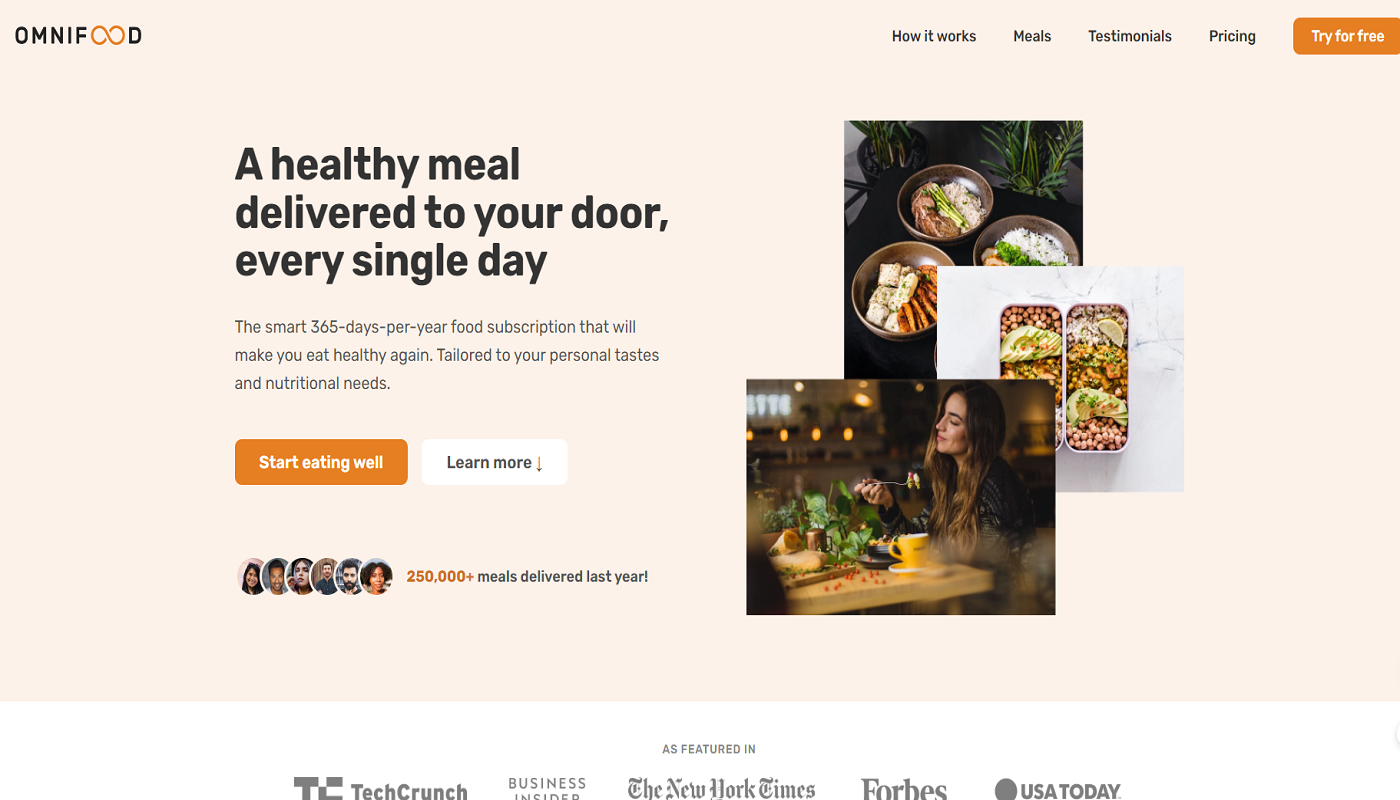 OMNIFOOD
How it works Meals Testimonials Pricing Try for free
A healthy meal
delivered to your door,
every single day
The smart 365-days-per-year food subscription that will
make you eat healthy again. Tailored to your personal tastes
and nutritional needs.
Start eating well Learn more ↓
250,000+ meals delivered last year!
AS FEATURED IN
TC TechCrunch
BUSINESS
INSIDER
The New York Times
Forbes
USA TODAY